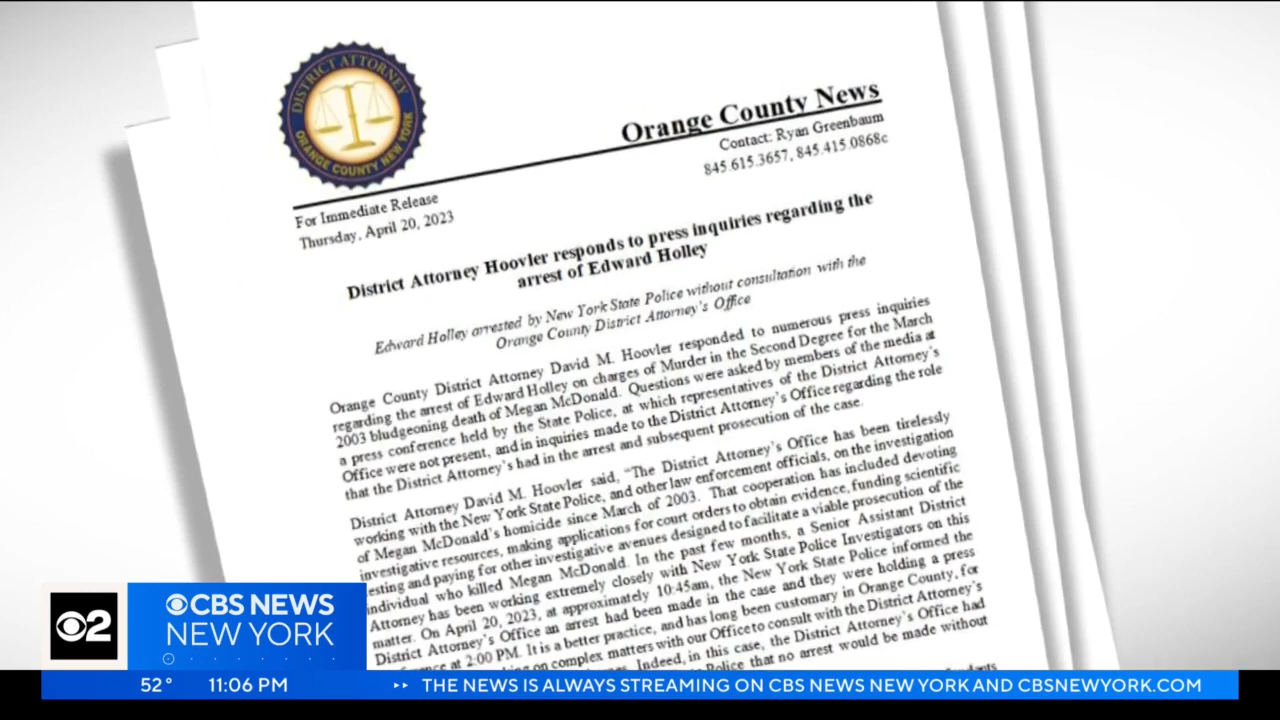 DISTRICT ATTORNEY
ORANGE COUNTY NEW YORK
Orange County News
Contact: Ryan Greenbaum
845.615.3657, 845.415.0868c
For Immediate Release
Thursday, April 20, 2023
District Attorney Hoovler responds to press inquiries regarding the
arrest of Edward Holley
Edward Holley arrested by New York State Police without consultation with the
Orange County District Attorney's Office
Orange County District Attorney David M. Hoovler responded to numerous press inquiries
regarding the arrest of Edward Holley on charges of Murder in the Second Degree for the March
2003 bludgeoning death of Megan McDonald. Questions were asked by members of the media at
a press conference held by the State Police, at which representatives of the District Attorney's
Office were not present, and in inquiries made to the District Attorney's Office regarding the role
that the District Attorney's had in the arrest and subsequent prosecution of the case.
District Attorney David M. Hoovler said, "The District Attorney's Office has been tirelessly
working with the New York State Police, and other law enforcement officials, on the investigation
of Megan McDonald's homicide since March of 2003. That cooperation has included devoting
investigative resources, making applications for court orders to obtain evidence, funding scientific
testing and paying for other investigative avenues designed to facilitate a viable prosecution of the
individual who killed Megan McDonald. In the past few months, a Senior Assistant District
Attorney has been working extremely closely with New York State Police Investigators on this
matter. On April 20, 2023, at approximately 10:45am, the New York State Police informed the
District Attorney's Office an arrest had been made in the case and they were holding a press
at 2:00 PM. It is a better practice, and has long been customary in Orange County, for
on complex matters with our Office to consult with the District Attorney's
Indeed, in this case, the District Attorney's Office had
Police that no arrest would be made without
CBS 2
CBS NEWS
NEW YORK
52° 11:06 PM THE NEWS IS ALWAYS STREAMING ON CBS NEWS NEW YORK AND CBSNEWYORK.COM